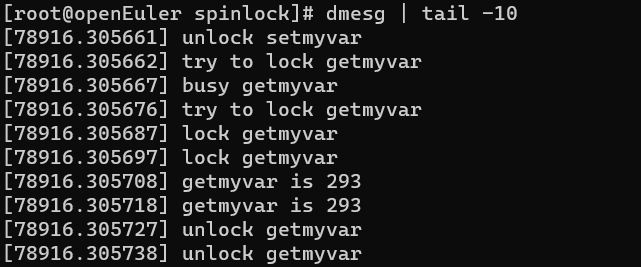 [root@openEuler spinlock]# dmesg | tail -10
[78916.305661] unlock setmyvar
[78916.305662] try to lock getmyvar
[78916.305667] busy getmyvar
[78916.305676] try to lock getmyvar
[78916.305687] lock getmyvar
[78916.305697] lock getmyvar
[78916.305708] getmyvar is 293
[78916.305718] getmyvar is 293
[78916.305727] unlock getmyvar
[78916.305738] unlock getmyvar